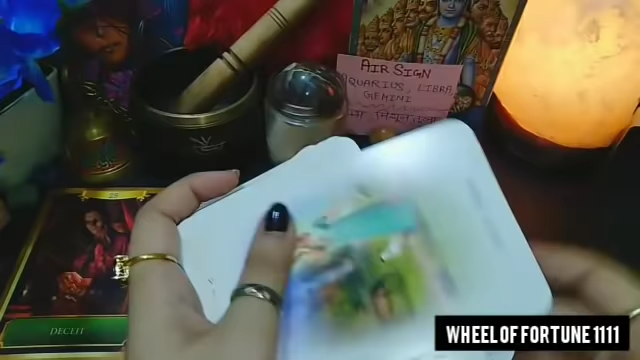 AIR SIGN
AQUARIUS, LIBRA
GEMINI
DECEIT
WHEEL OF FORTUNE 1111